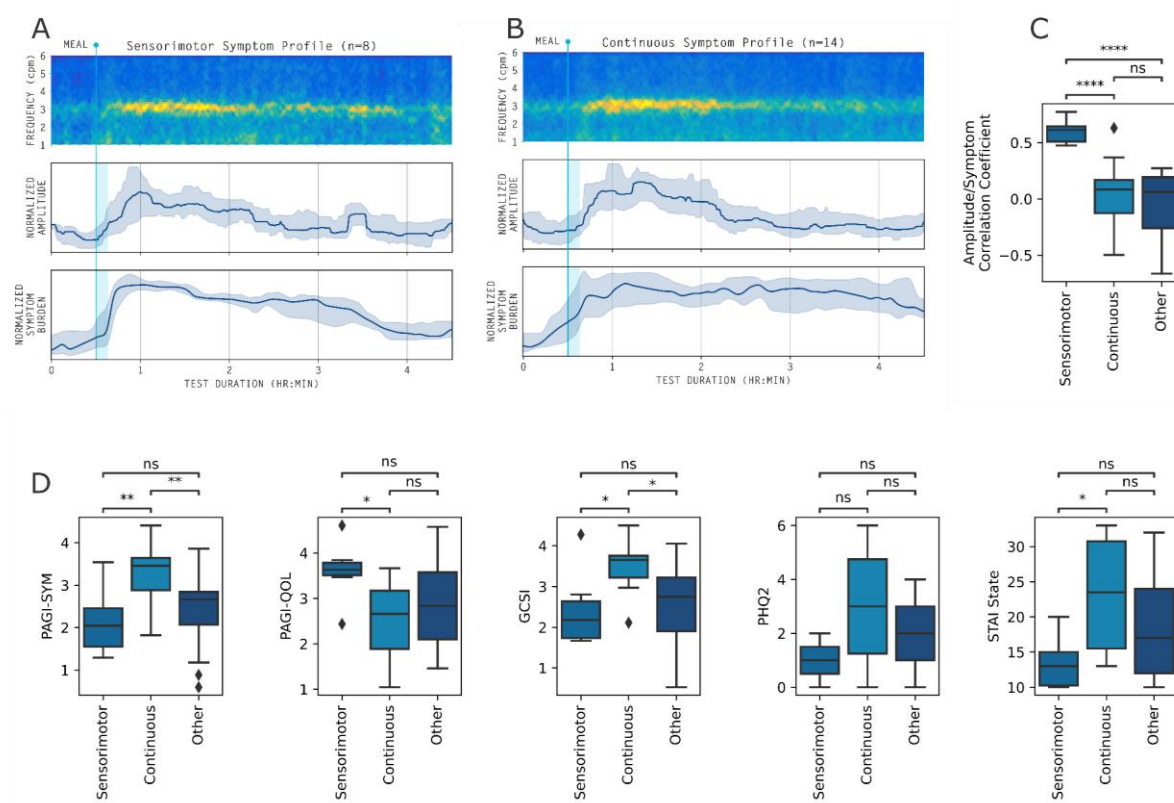 A
MEAL
Sensorimotor Symptom Profile (n=8)
FREQUENCY (cpm)
6
5
4
3
2
1
NORMALIZED
AMPLITUDE
NORMALIZED
SYMPTOM
BURDEN
0
1
2
3
4
TEST DURATION (HR:MIN)
B
MEAL
Continuous Symptom Profile (n=14)
FREQUENCY (cpm)
6
5
4
3
2
1
NORMALIZED
AMPLITUDE
NORMALIZED
SYMPTOM
BURDEN
0
1
2
3
4
TEST DURATION (HR:MIN)
C
****
ns
****
Amplitude/Symptom
Correlation Coefficient
0.5
0.0
−0.5
Sensorimotor
Continuous
Other
D
ns
**
**
PAGI-SYM
4
3
2
1
Sensorimotor
Continuous
Other
ns
ns
*
PAGI-QOL
4
3
2
1
Sensorimotor
Continuous
Other
ns
*
*
GCSI
4
3
2
1
Sensorimotor
Continuous
Other
ns
ns
ns
PHQ2
6
4
2
0
Sensorimotor
Continuous
Other
ns
ns
*
STAI State
30
25
20
15
10
Sensorimotor
Continuous
Other